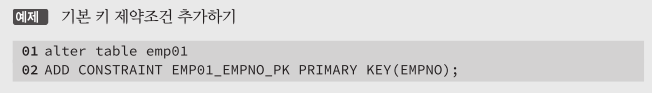 예제 기본 키 제약조건 추가하기
01 alter table emp01
02 ADD CONSTRAINT EMP01_EMPNO_PK PRIMARY KEY(EMPNO);